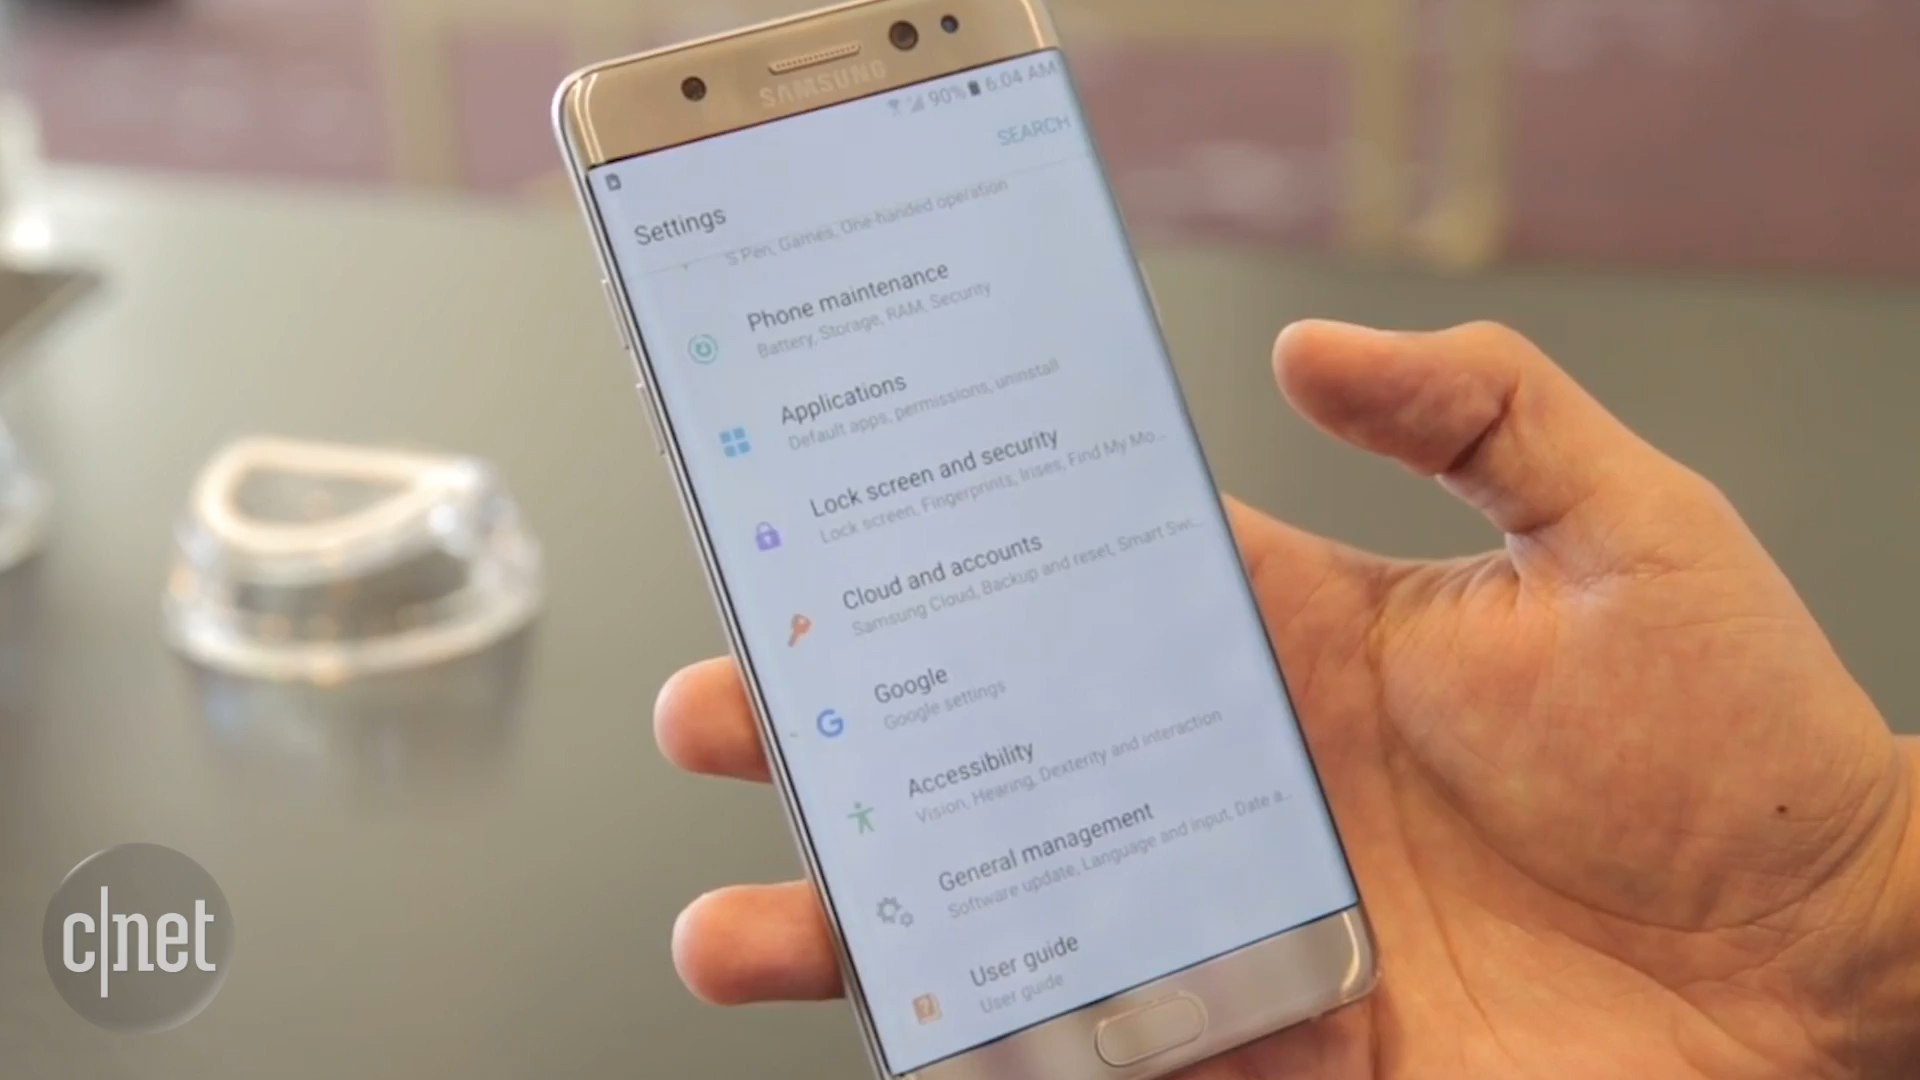 SAMSUNG
90% 6:04 AM
SEARCH
Settings
S Pen, Games, One-handed operation
Phone maintenance
Battery, Storage, RAM, Security
Applications
Default apps, permissions, uninstall
Lock screen and security
Lock screen, Fingerprints, Irises, Find My Mo...
Cloud and accounts
Samsung Cloud, Backup and reset, Smart Swi...
Google
Google settings
Accessibility
Vision, Hearing, Dexterity and interaction
General management
Software update, Language and input, Date a...
User guide
User guide
c|net